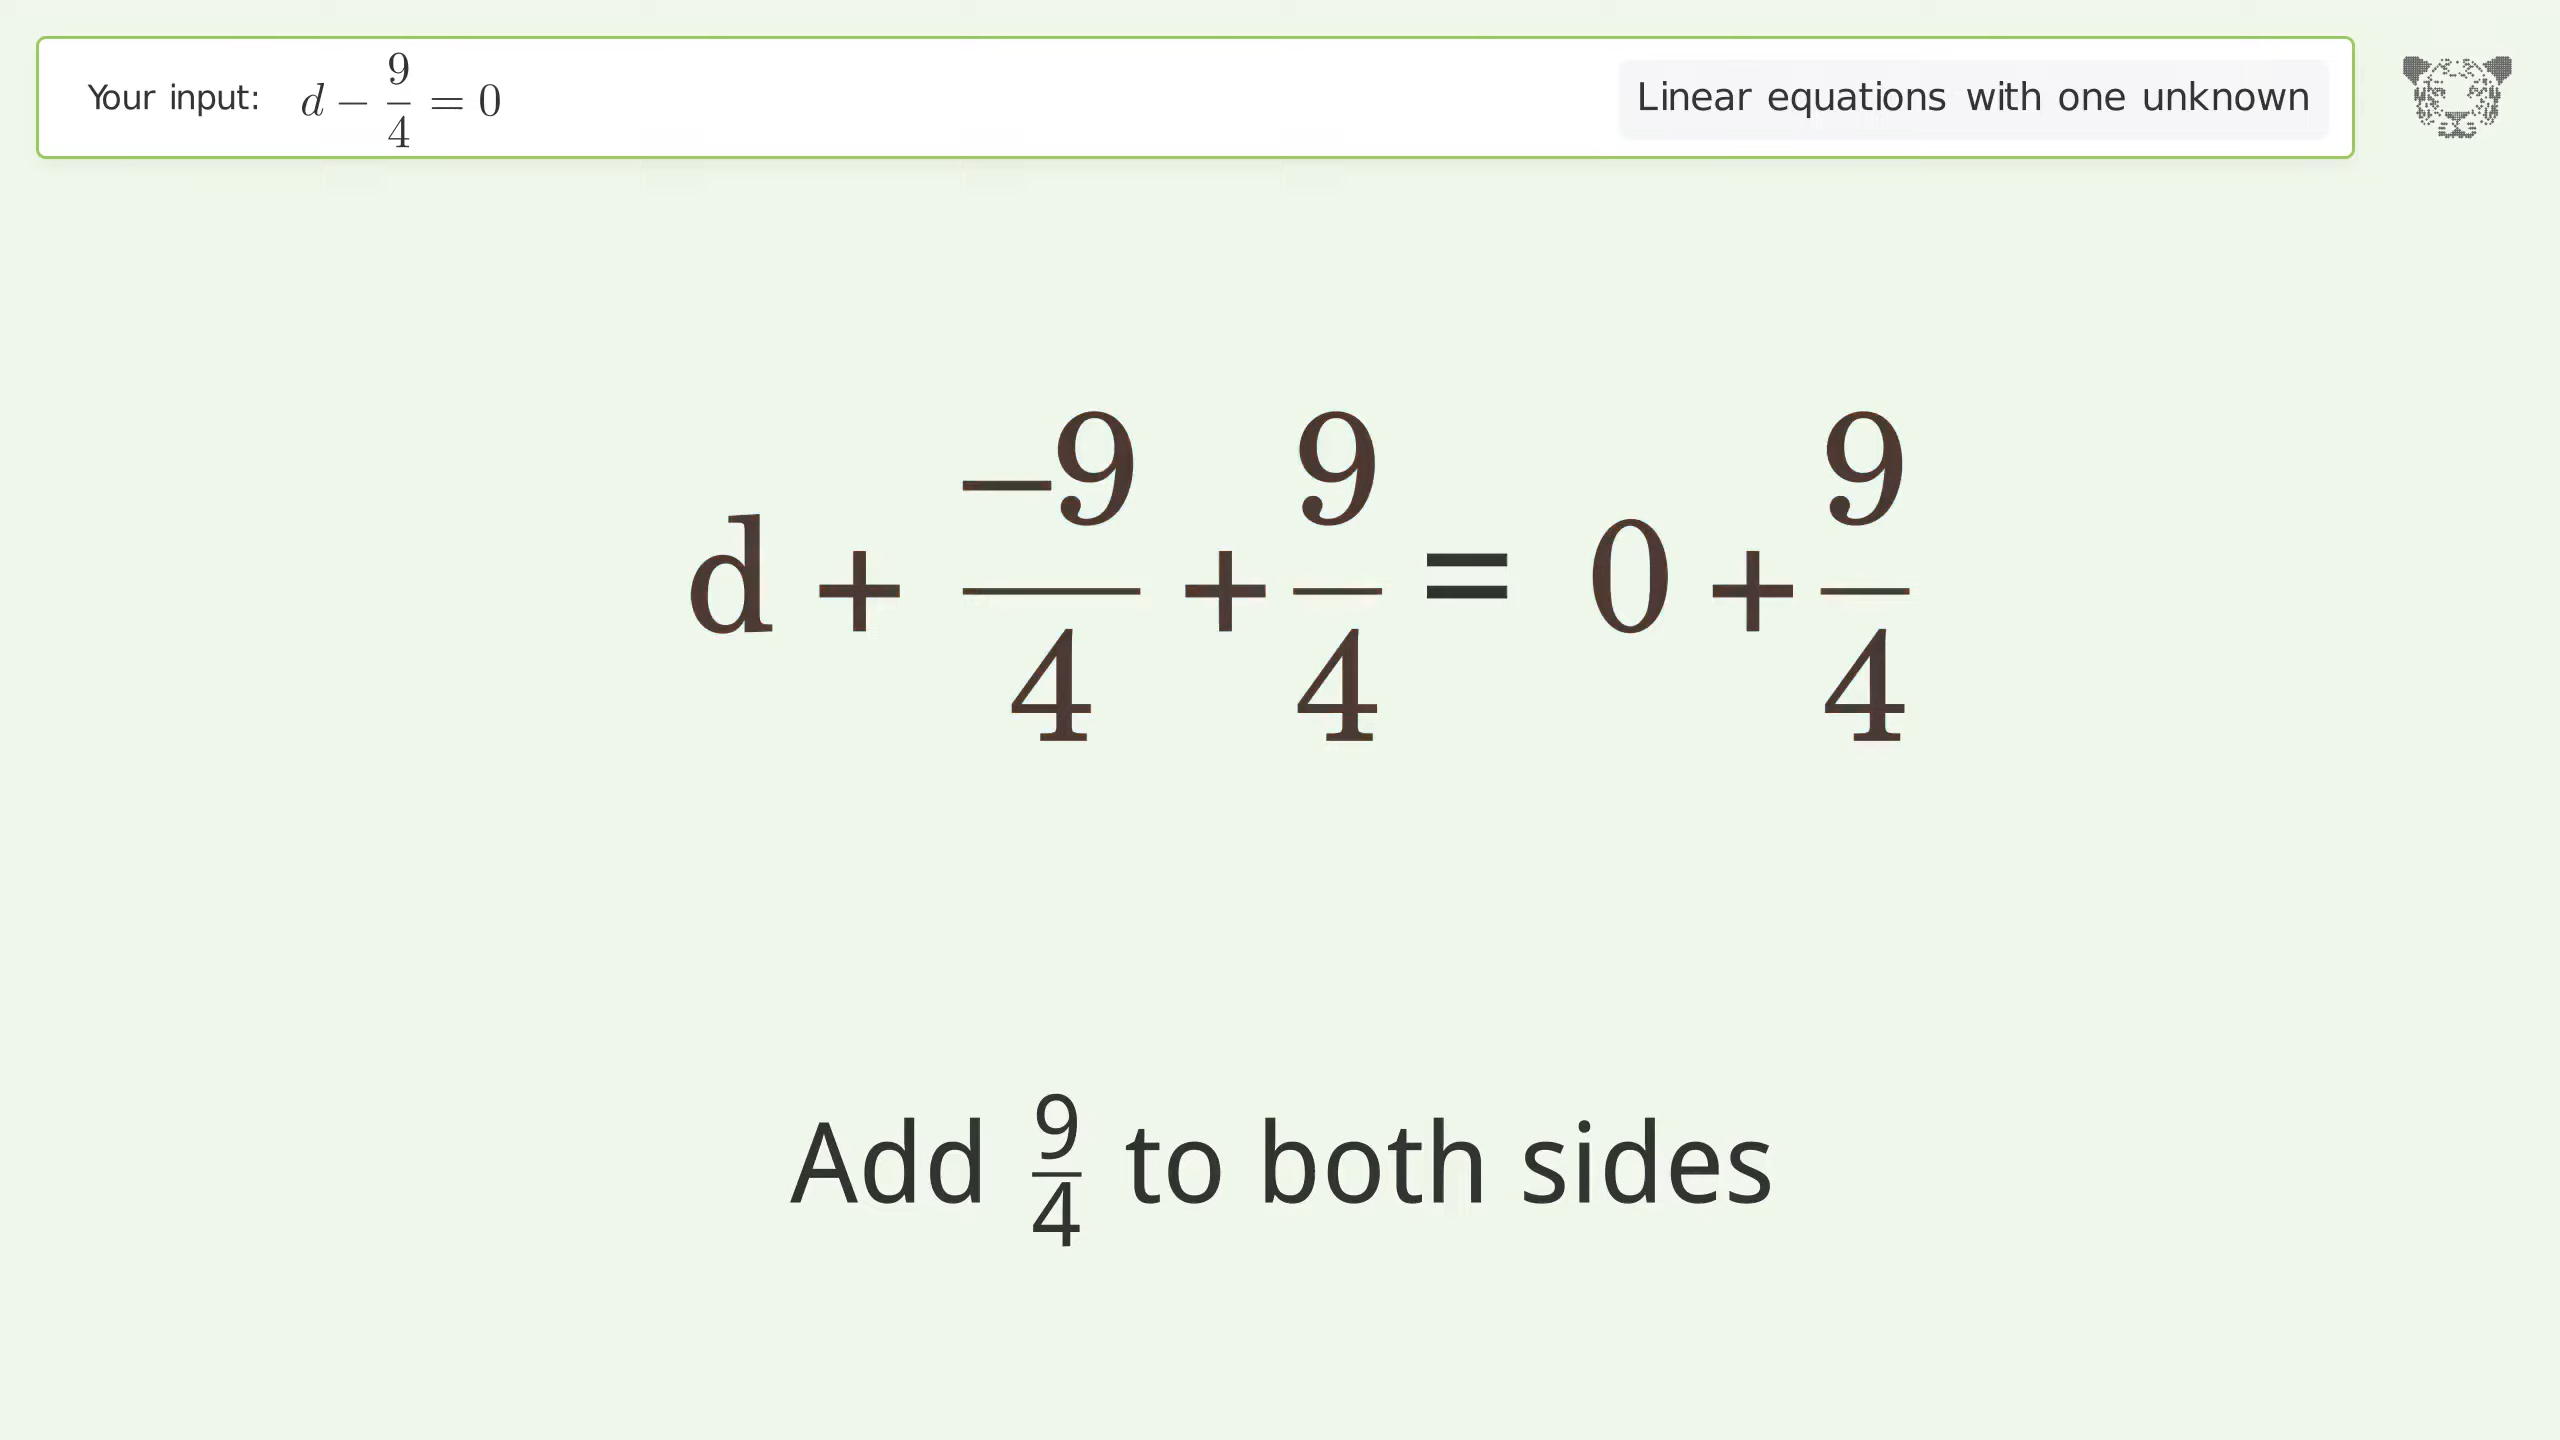 Your input: d − 9/4 = 0
Linear equations with one unknown
d + −9/4 + 9/4 = 0 + 9/4
Add 9/4 to both sides